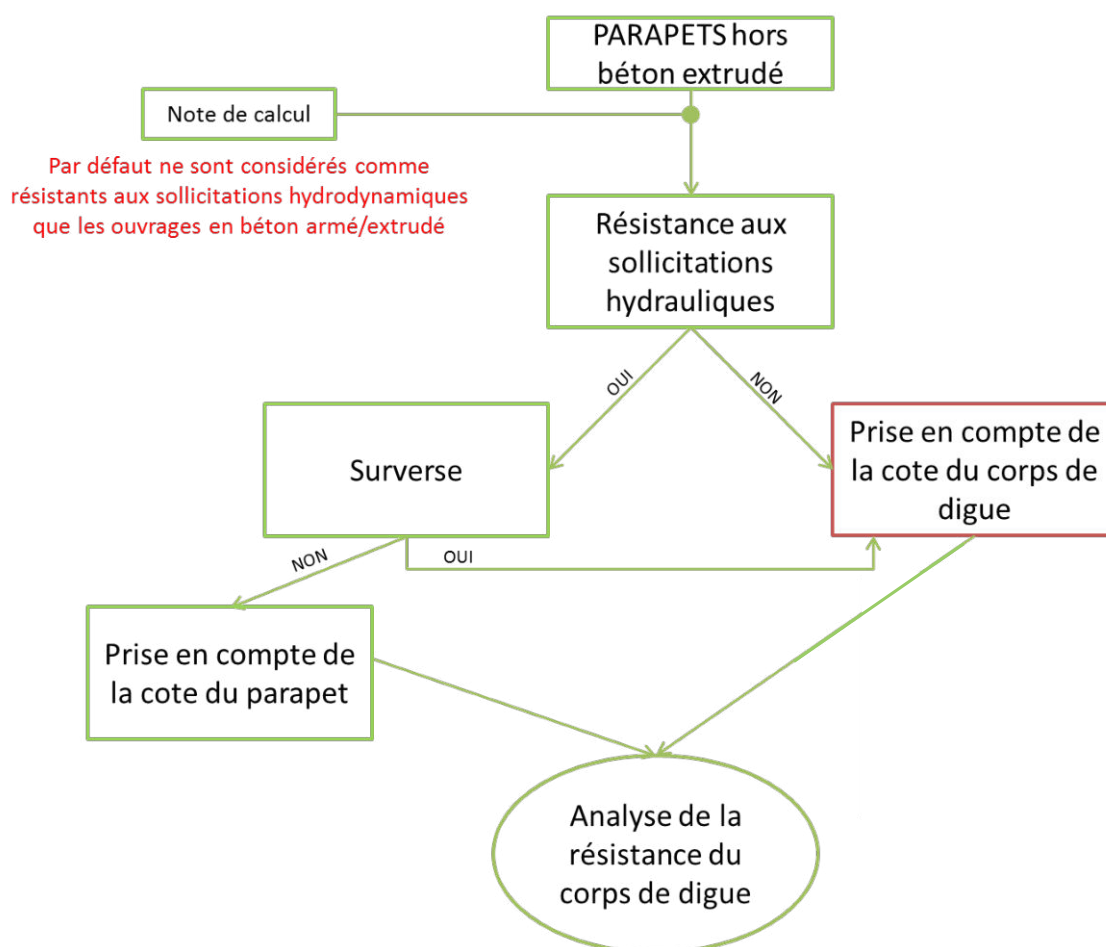 PARAPETS hors
béton extrudé
Note de calcul
Par défaut ne sont considérés comme
résistants aux sollicitations hydrodynamiques
que les ouvrages en béton armé/extrudé
Résistance aux
sollicitations
hydrauliques
OUI
NON
Surverse
Prise en compte de
la cote du corps de
digue
NON
OUI
Prise en compte de
la cote du parapet
Analyse de la
résistance du
corps de digue